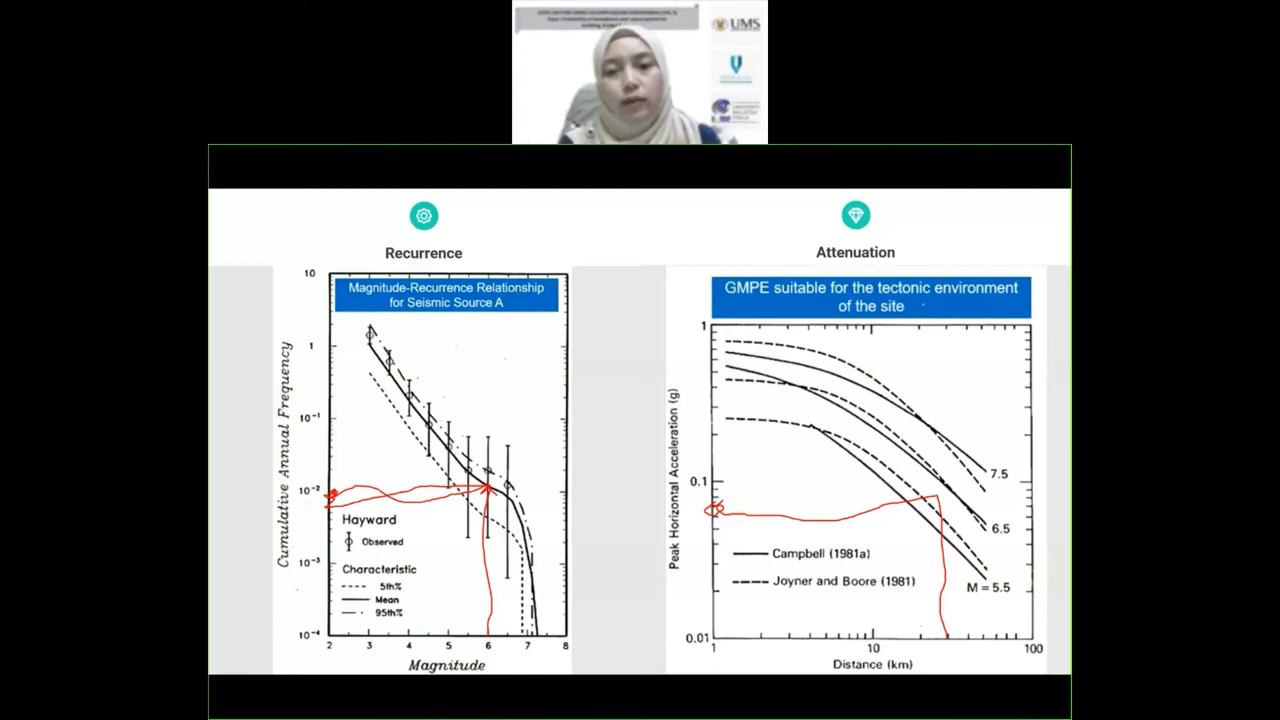 UMS
Recurrence
Attenuation
Magnitude-Recurrence Relationship
for Seismic Source A
GMPE suitable for the tectonic environment
of the site
Cumulative Annual Frequency
10
1
10⁻¹
10⁻²
10⁻³
10⁻⁴
Hayward
Observed
Characteristic
5th%
Mean
95th%
2 3 4 5 6 7 8
Magnitude
Peak Horizontal Acceleration (g)
1
0.1
0.01
7.5
6.5
M = 5.5
Campbell (1981a)
Joyner and Boore (1981)
1 10 100
Distance (km)